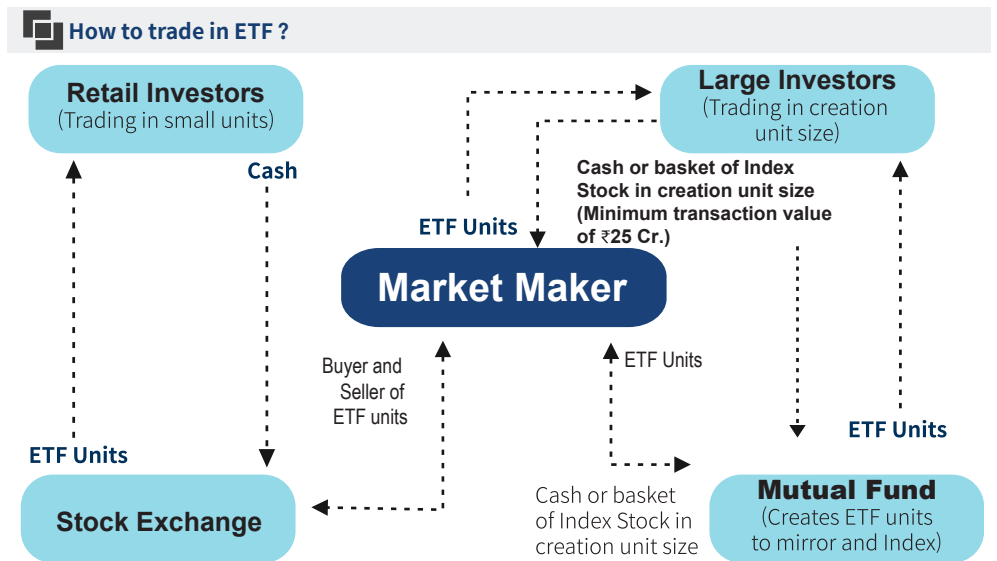 How to trade in ETF ?
Retail Investors
(Trading in small units)
Large Investors
(Trading in creation
unit size)
Cash
Cash or basket of Index
Stock in creation unit size
(Minimum transaction value
of ₹25 Cr.)
ETF Units
Market Maker
Buyer and
Seller of
ETF units
ETF Units
ETF Units
ETF Units
Stock Exchange
Cash or basket
of Index Stock in
creation unit size
Mutual Fund
(Creates ETF units
to mirror and Index)